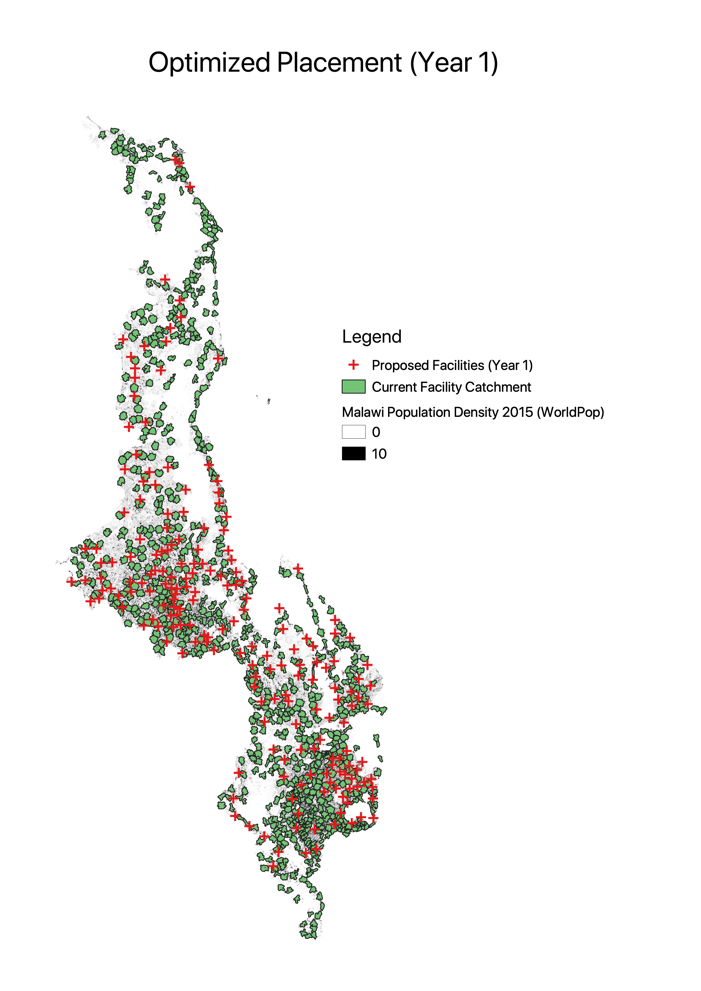 Optimized Placement (Year 1)
Legend
Proposed Facilities (Year 1)
Current Facility Catchment
Malawi Population Density 2015 (WorldPop)
0
10